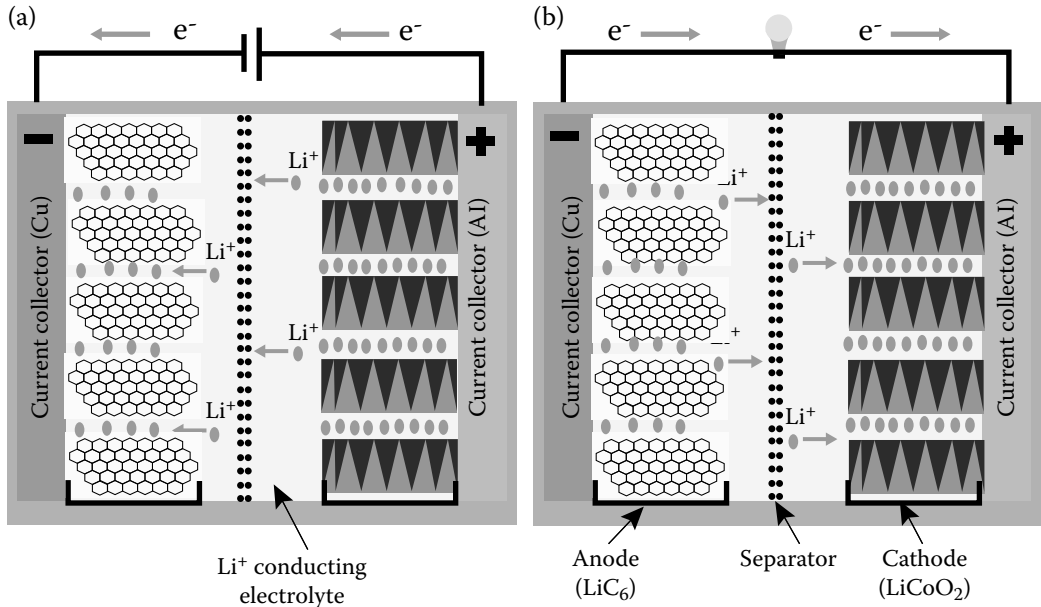 (a)
e⁻
e⁻
Li⁺
Li⁺
Li⁺
Li⁺
Current collector (Cu)
Current collector (Al)
Li⁺ conducting
electrolyte
(b)
e⁻
e⁻
Li⁺
Li⁺
Current collector (Cu)
Current collector (Al)
Anode
(LiC₆)
Separator
Cathode
(LiCoO₂)